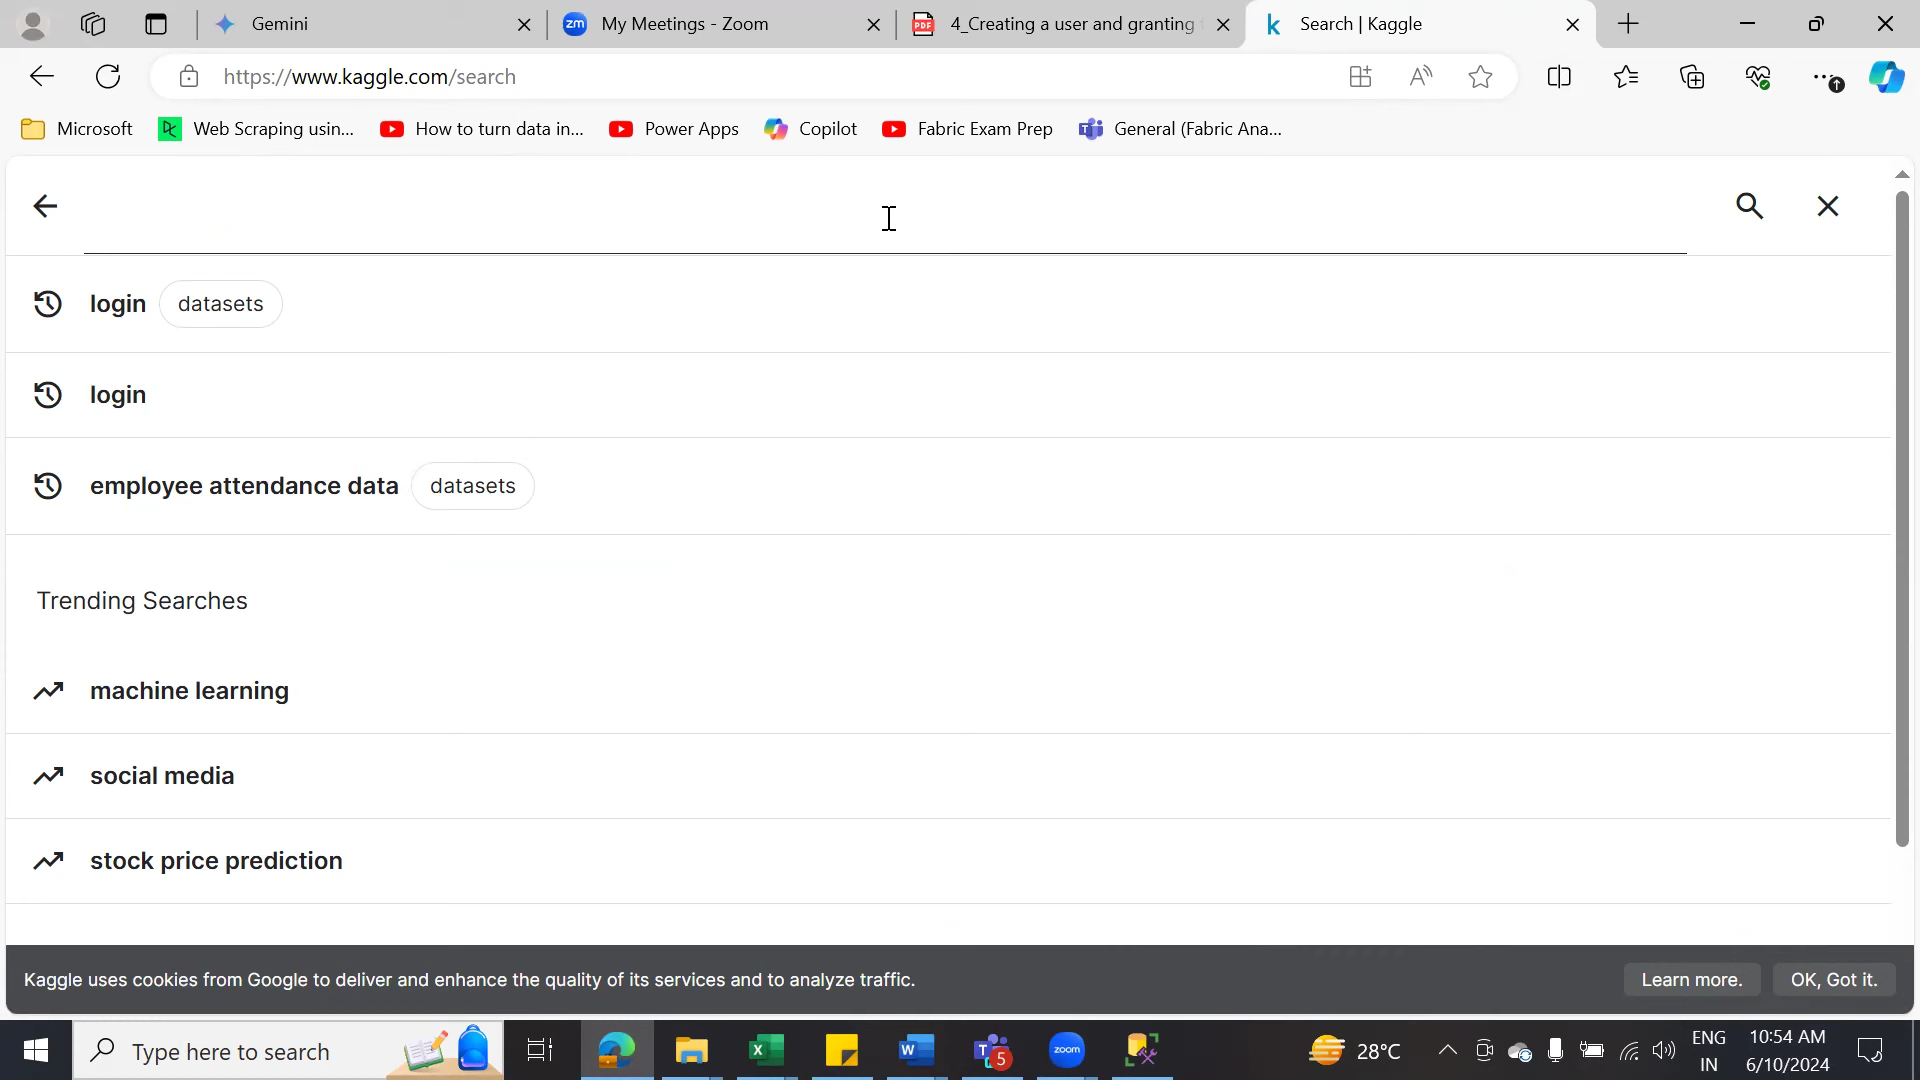 Gemini
My Meetings - Zoom
4_Creating a user and granting
Search | Kaggle
https://www.kaggle.com/search
Microsoft
Web Scraping usin...
How to turn data in...
Power Apps
Copilot
Fabric Exam Prep
General (Fabric Ana...
login datasets
login
employee attendance data datasets
Trending Searches
machine learning
social media
stock price prediction
Kaggle uses cookies from Google to deliver and enhance the quality of its services and to analyze traffic.
Learn more.
OK, Got it.
Type here to search
5
zoom
28°C
ENG
IN
10:54 AM
6/10/2024